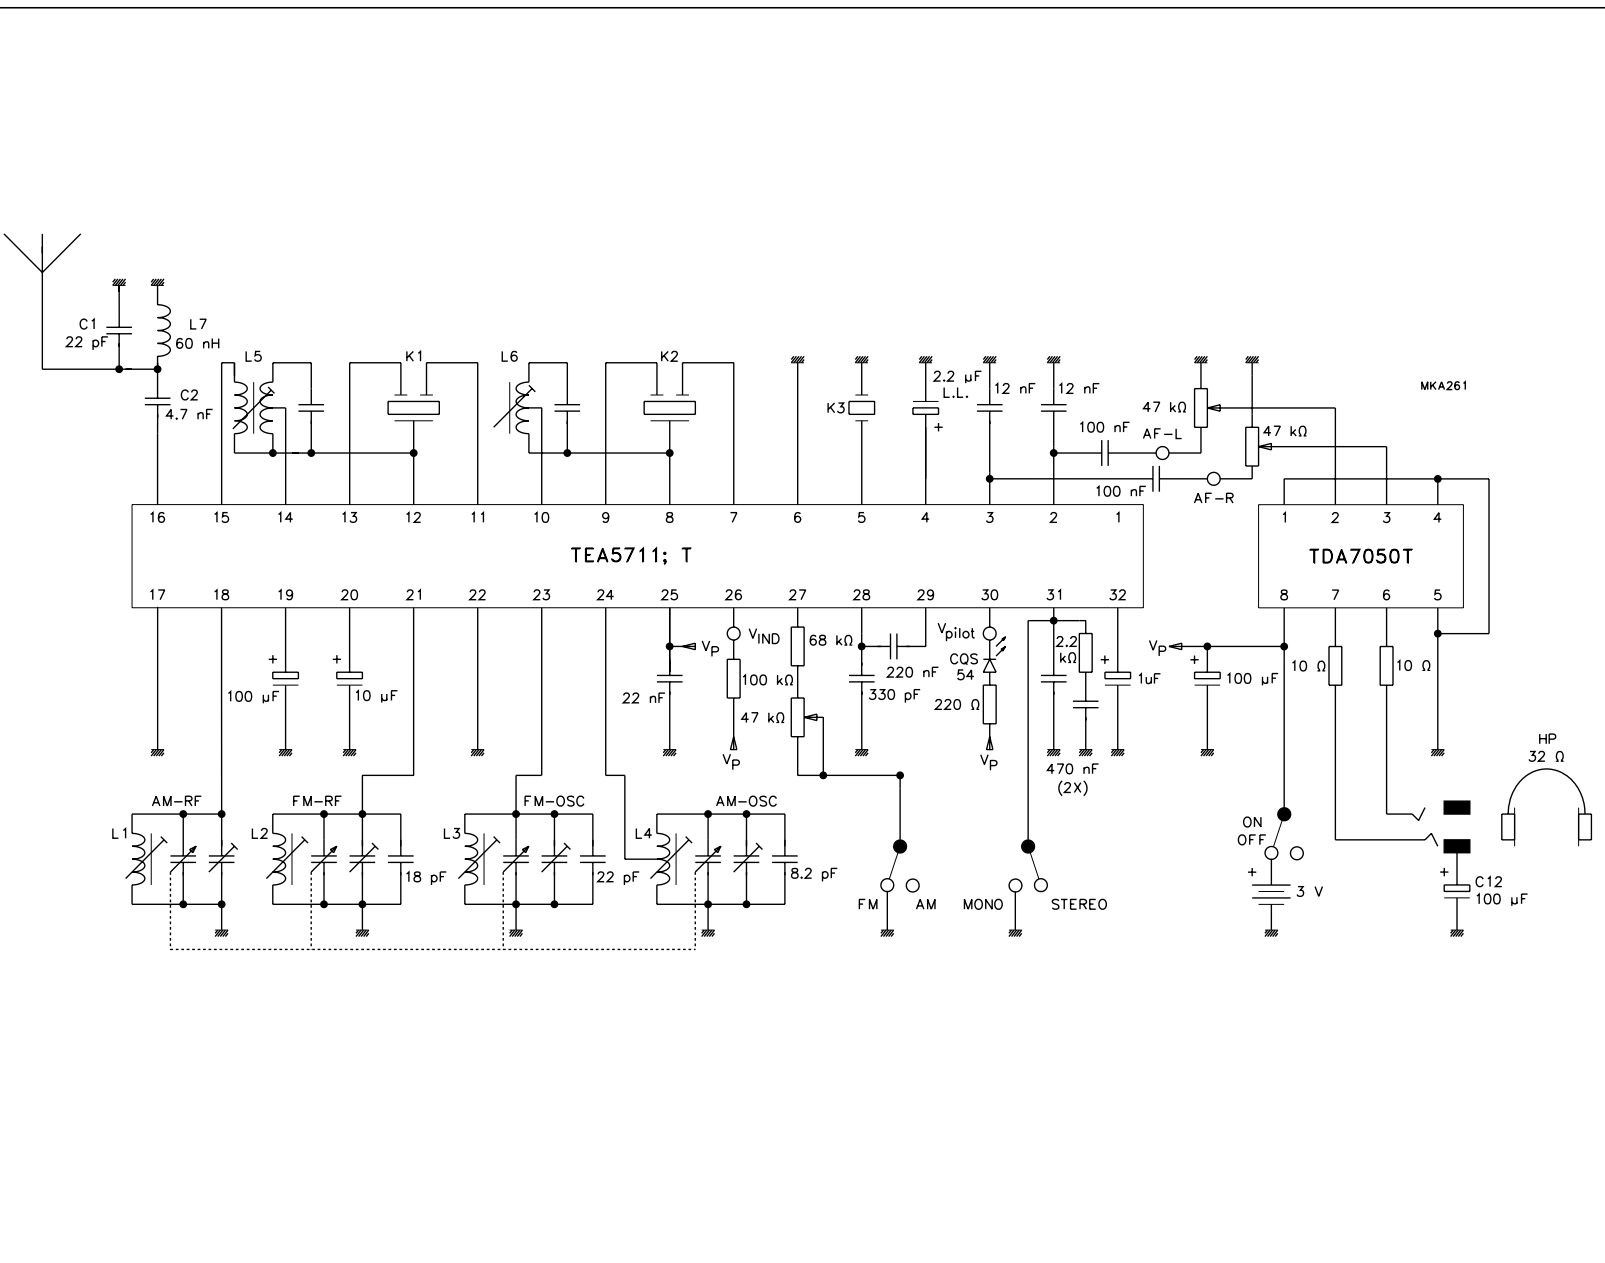 C1
22 pF
L7
60 nH
C2
4.7 nF
L5
K1
L6
K2
K3
2.2 µF
L.L.
+
12 nF
12 nF
100 nF
AF-L
47 kΩ
47 kΩ
100 nF
AF-R
MKA261
16 15 14 13 12 11 10 9 8 7 6 5 4 3 2 1
TEA5711; T
17 18 19 20 21 22 23 24 25 26 27 28 29 30 31 32
1 2 3 4
TDA7050T
8 7 6 5
+
100 µF
+
10 µF
VP
22 nF
VIND
100 kΩ
VP
68 kΩ
47 kΩ
220 nF
330 pF
Vpilot
CQS
54
220 Ω
VP
2.2
kΩ
470 nF
(2X)
+
1uF
VP
+
100 µF
10 Ω
10 Ω
HP
32 Ω
AM-RF
L1
FM-RF
L2
18 pF
FM-OSC
L3
22 pF
AM-OSC
L4
8.2 pF
FM
AM
MONO
STEREO
ON
OFF
+
3 V
+
C12
100 µF